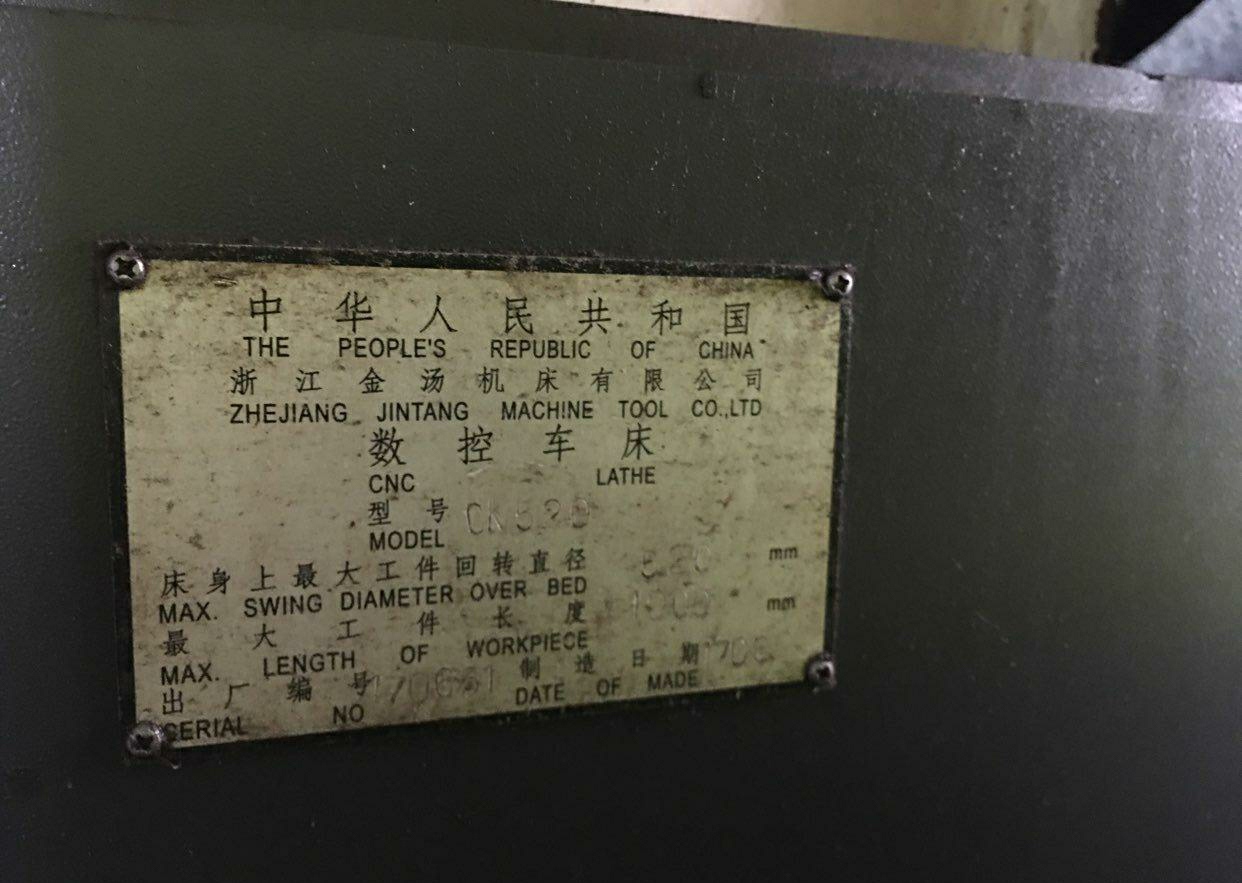 中华人民共和国
THE PEOPLE'S REPUBLIC OF CHINA
浙江金汤机床有限公司
ZHEJIANG JINTANG MACHINE TOOL CO.,LTD
数控车床
CNC LATHE
型号 CK520
MODEL
床身上最大工件回转直径 520 mm
MAX. SWING DIAMETER OVER BED
最大工件长度 1000 mm
MAX. LENGTH OF WORKPIECE
出厂编号 制造日期
SERIAL NO DATE OF MADE